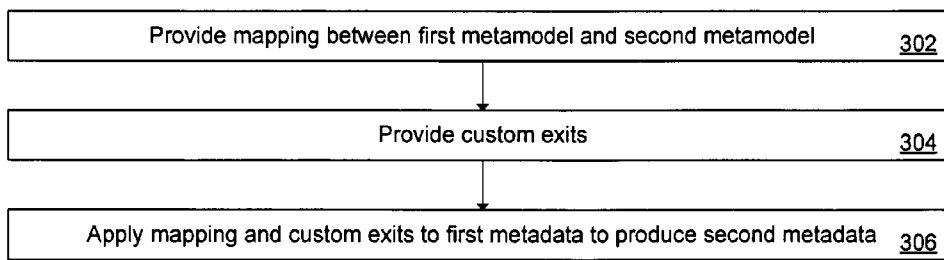 Provide mapping between first metamodel and second metamodel
302
Provide custom exits
304
Apply mapping and custom exits to first metadata to produce second metadata
306